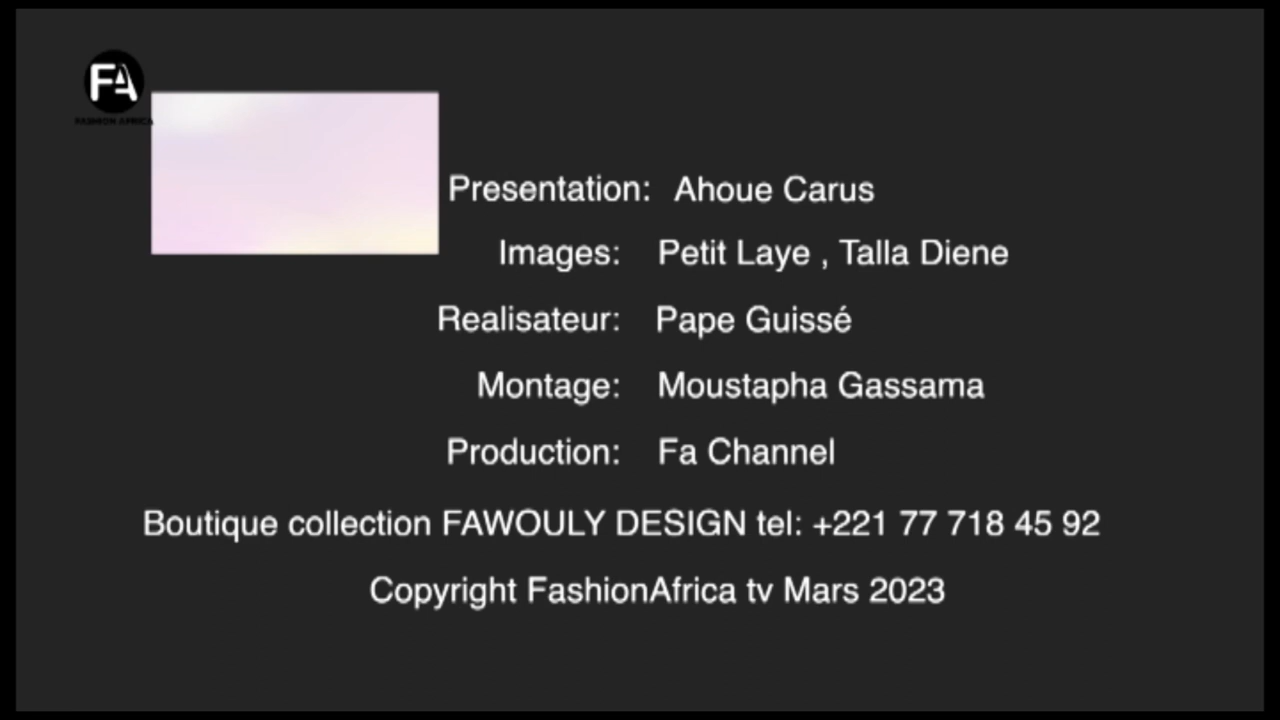 FA
FASHION AFRICA
Presentation: Ahoue Carus
Images: Petit Laye , Talla Diene
Realisateur: Pape Guissé
Montage: Moustapha Gassama
Production: Fa Channel
Boutique collection FAWOULY DESIGN tel: +221 77 718 45 92
Copyright FashionAfrica tv Mars 2023